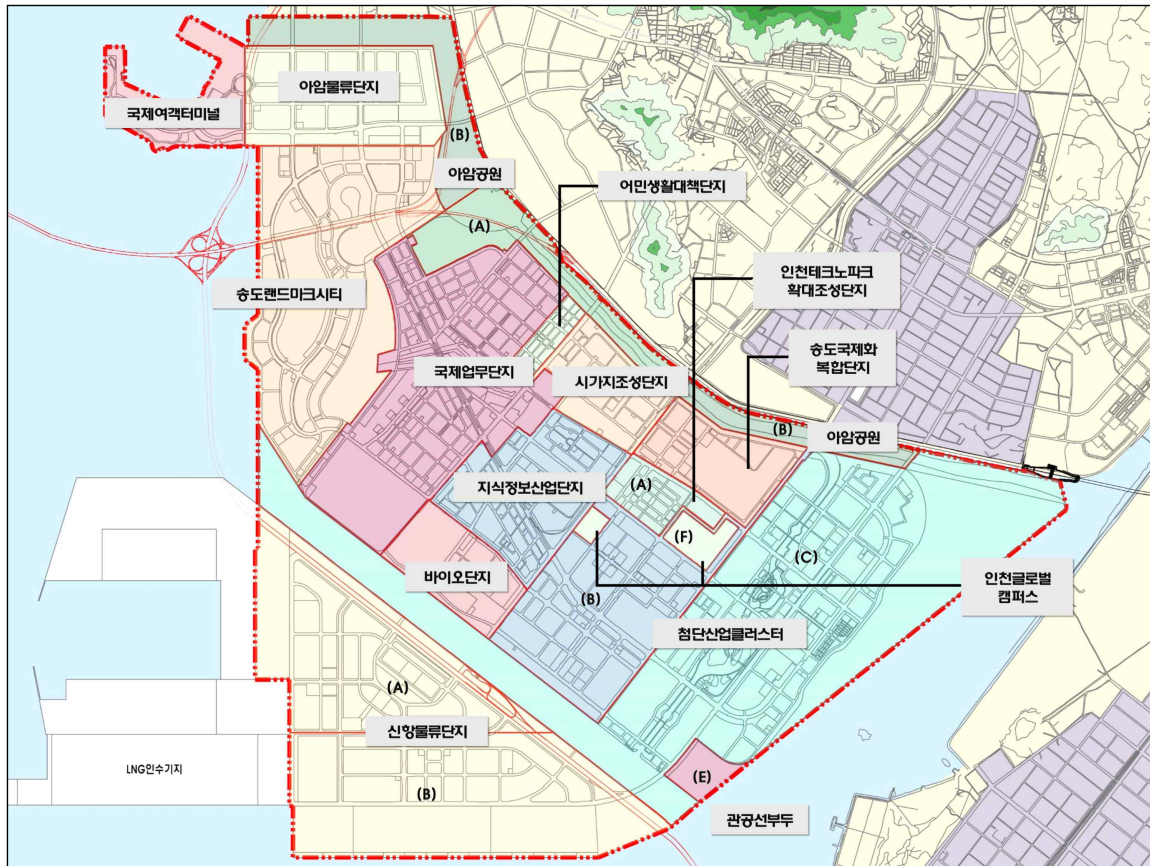 아암물류단지
국제여객터미널
(B)
아암공원
어민생활대책단지
(A)
인천테크노파크
확대조성단지
송도랜드마크시티
송도국제화
복합단지
국제업무단지
시가지조성단지
(B)
아암공원
지식정보산업단지
(A)
(F)
(C)
바이오단지
(B)
인천글로벌
캠퍼스
첨단산업클러스터
(A)
신항물류단지
LNG인수기지
(B)
(E)
관공선부두